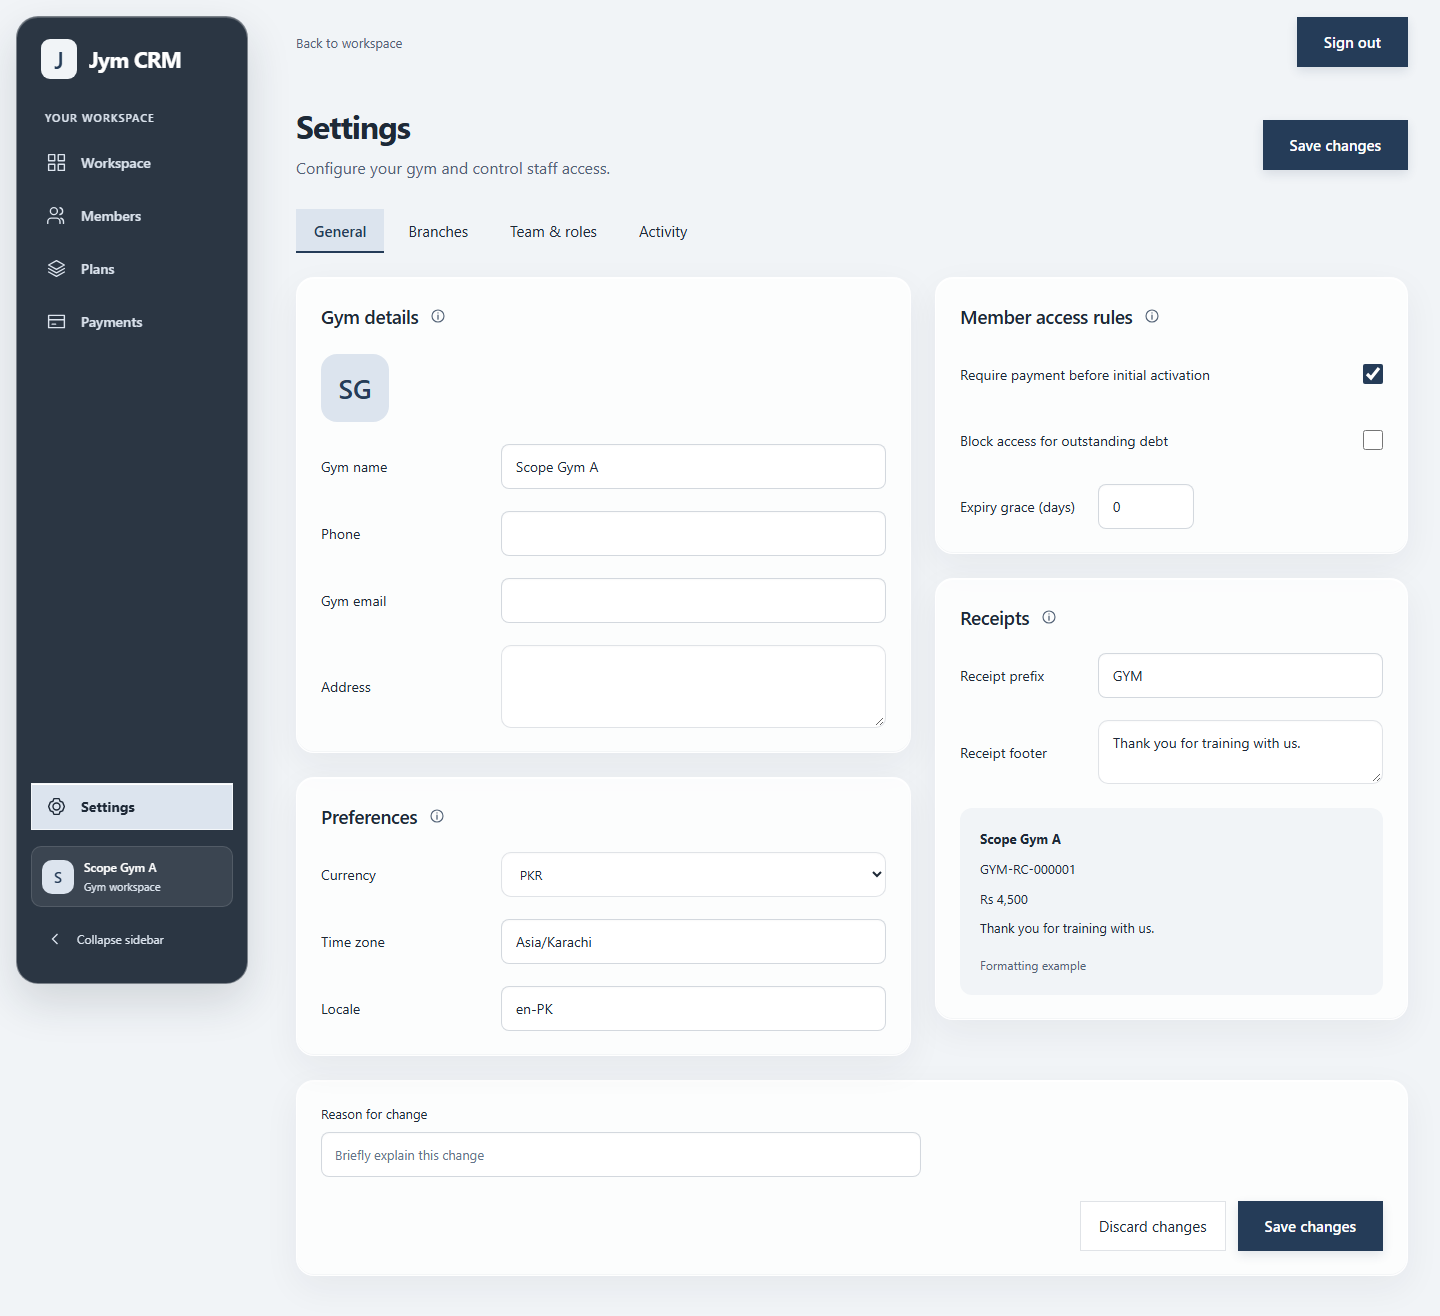 J
Jym CRM
YOUR WORKSPACE
Workspace
Members
Plans
Payments
Settings
S
Scope Gym A
Gym workspace
Collapse sidebar
Back to workspace
Sign out
Settings
Configure your gym and control staff access.
Save changes
General
Branches
Team & roles
Activity
Gym details
SG
Gym name
Scope Gym A
Phone
Gym email
Address
Preferences
Currency
PKR
Time zone
Asia/Karachi
Locale
en-PK
Member access rules
Require payment before initial activation
Block access for outstanding debt
Expiry grace (days)
0
Receipts
Receipt prefix
GYM
Receipt footer
Thank you for training with us.
Scope Gym A
GYM-RC-000001
Rs 4,500
Thank you for training with us.
Formatting example
Reason for change
Briefly explain this change
Discard changes
Save changes